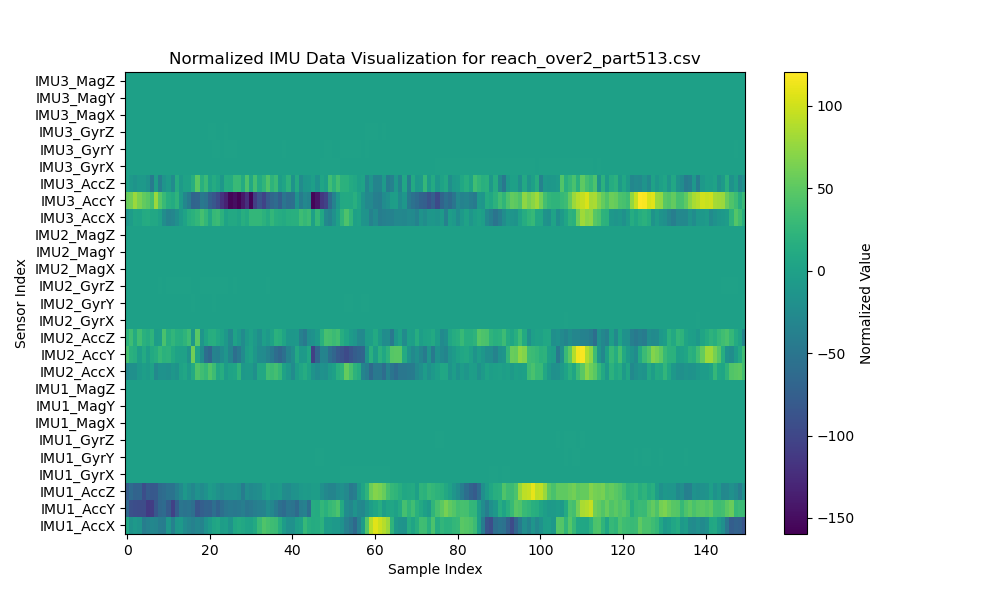 Normalized IMU Data Visualization for reach_over2_part513.csv
IMU3_MagZ
IMU3_MagY
IMU3_MagX
IMU3_GyrZ
IMU3_GyrY
IMU3_GyrX
IMU3_AccZ
IMU3_AccY
IMU3_AccX
IMU2_MagZ
IMU2_MagY
IMU2_MagX
IMU2_GyrZ
IMU2_GyrY
IMU2_GyrX
IMU2_AccZ
IMU2_AccY
IMU2_AccX
IMU1_MagZ
IMU1_MagY
IMU1_MagX
IMU1_GyrZ
IMU1_GyrY
IMU1_GyrX
IMU1_AccZ
IMU1_AccY
IMU1_AccX
Sensor Index
0 20 40 60 80 100 120 140
Sample Index
100
50
0
−50
−100
−150
Normalized Value